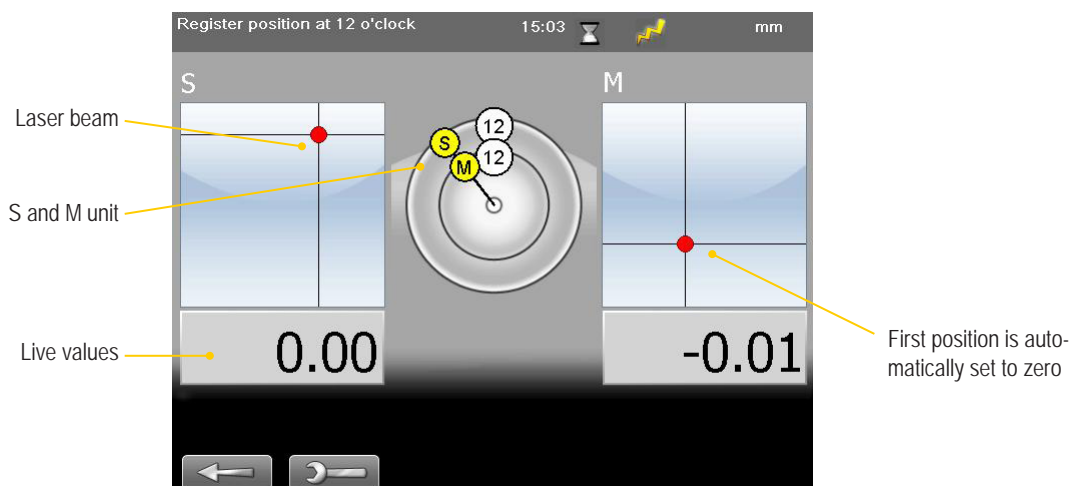 Register position at 12 o'clock
15:03
mm
S
M
Laser beam
12
S
12
M
S and M unit
Live values
0.00
-0.01
First position is auto-
matically set to zero